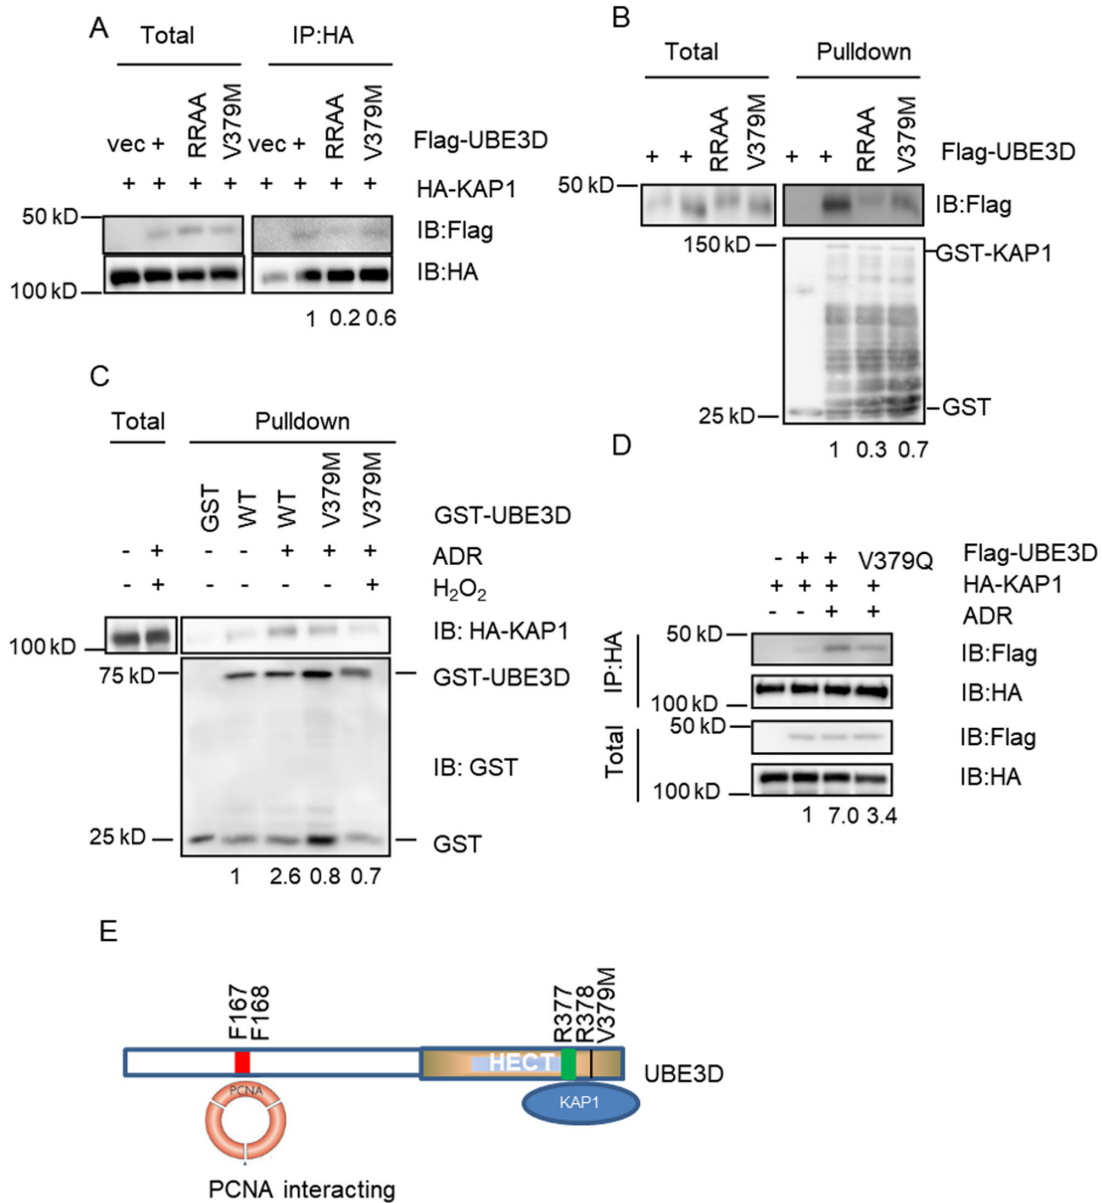 A
Total IP:HA
vec + RRAA V379M vec + RRAA V379M Flag-UBE3D
+ + + + + + + + HA-KAP1
50 kD IB:Flag
IB:HA
100 kD
1 0.2 0.6
B
Total Pulldown
+ + RRAA V379M + + RRAA V379M Flag-UBE3D
50 kD IB:Flag
150 kD GST-KAP1
25 kD GST
1 0.3 0.7
C
Total Pulldown
GST WT WT V379M V379M GST-UBE3D
- + - - + + + ADR
- + - - - - + H2O2
IB: HA-KAP1
100 kD
75 kD GST-UBE3D
IB: GST
25 kD GST
1 2.6 0.8 0.7
D
- + + V379Q Flag-UBE3D
+ + + + HA-KAP1
- - + + ADR
IP:HA
50 kD IB:Flag
IB:HA
100 kD
Total
50 kD IB:Flag
IB:HA
100 kD
1 7.0 3.4
E
F167
F168
R377
R378
V379M
HECT
UBE3D
PCNA
KAP1
PCNA interacting